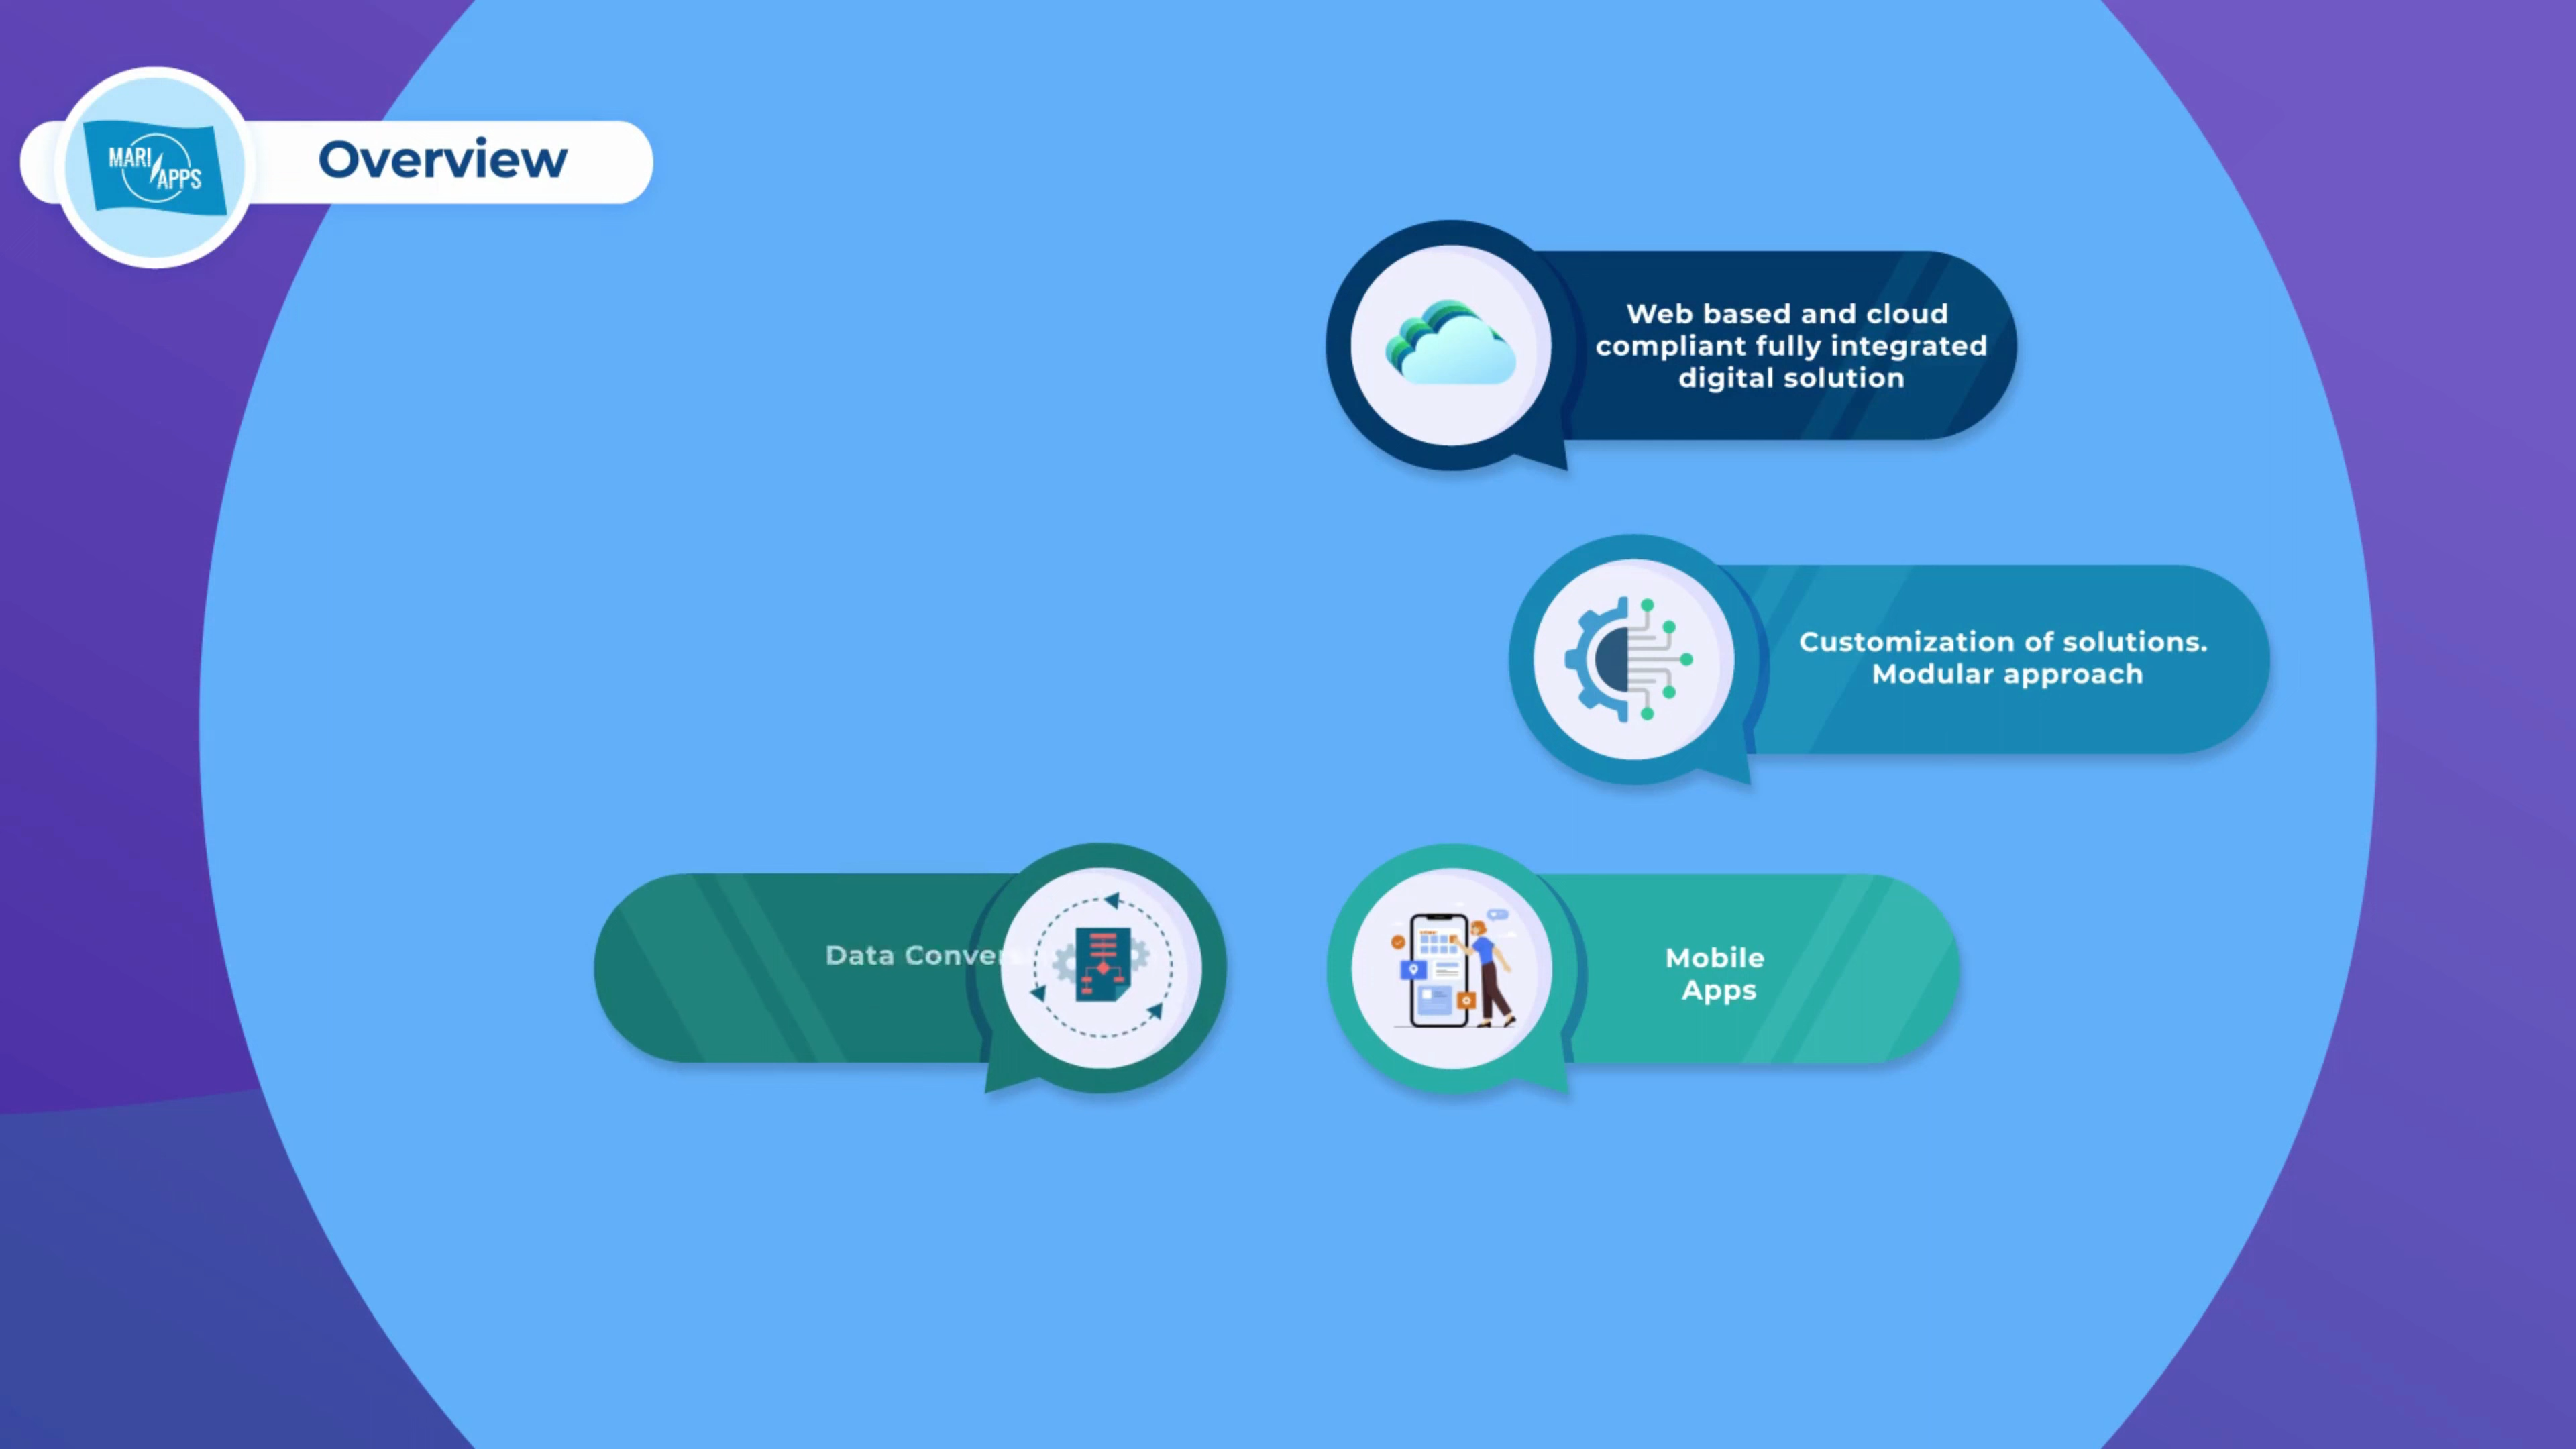 MARI APPS
Overview
Web based and cloud
compliant fully integrated
digital solution
Customization of solutions.
Modular approach
Mobile
Apps
Data